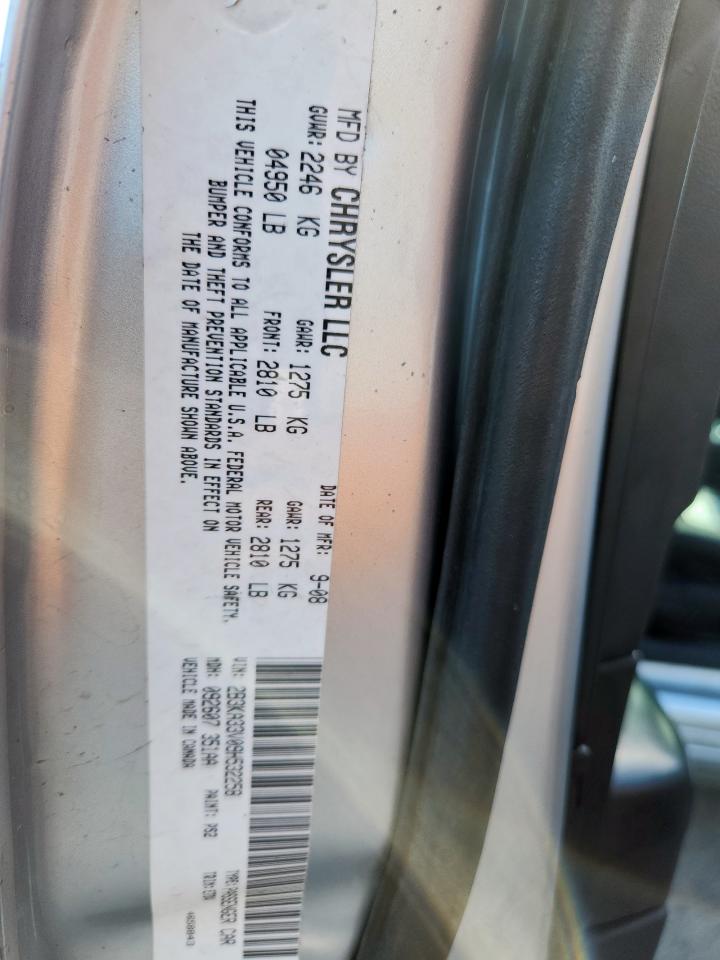 MFD BY CHRYSLER LLC
DATE OF MFR: 9-08
GVWR: 2246 KG
GAWR: 1275 KG
GAWR: 1275 KG
04950 LB
FRONT: 2810 LB
REAR: 2810 LB
THIS VEHICLE CONFORMS TO ALL APPLICABLE U.S.A. FEDERAL MOTOR VEHICLE SAFETY,
BUMPER AND THEFT PREVENTION STANDARDS IN EFFECT ON
THE DATE OF MANUFACTURE SHOWN ABOVE.
VIN: 2B3KA33V09H532258
TYPE: PASSENGER CAR
MDH: 092607 351AA
PAINT: PS2
TRIM:
VEHICLE MADE IN CANADA